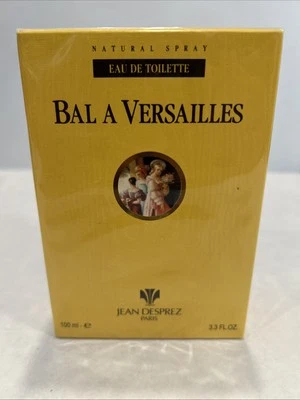 NATURAL SPRAY
EAU DE TOILETTE
BAL A VERSAILLES
JEAN DESPREZ
PARIS
100 ml - ℮ 3.3 FL.OZ.